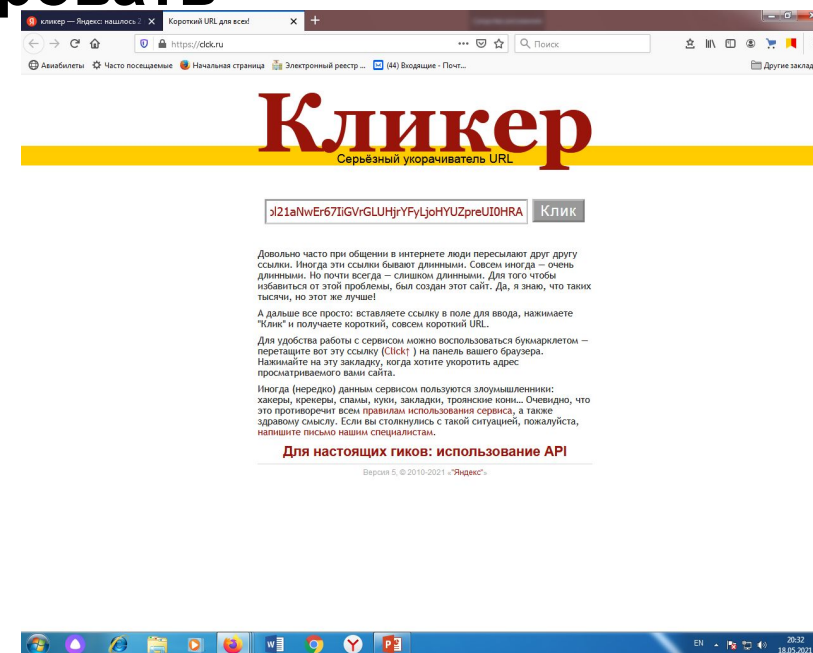 ровать
кликер — Яндекс: нашлось 2
Короткий URL для всех!
https://clck.ru
Поиск
Авиабилеты
Часто посещаемые
Начальная страница
Электронный реестр ...
(44) Входящие - Почт...
Другие заклад
Кликер
Серьёзный укорачиватель URL
ol21aNwEr67IiGVrGLUHjrYFyLjoHYUZpreUI0HRA
Клик
Довольно часто при общении в интернете люди пересылают друг другу
ссылки. Иногда эти ссылки бывают длинными. Совсем иногда — очень
длинными. Но почти всегда — слишком длинными. Для того чтобы
избавиться от этой проблемы, был создан этот сайт. Да, я знаю, что таких
тысячи, но этот же лучше!
А дальше все просто: вставляете ссылку в поле для ввода, нажимаете
"Клик" и получаете короткий, совсем короткий URL.
Для удобства работы с сервисом можно воспользоваться букмарклетом —
перетащите вот эту ссылку (Click↑ ) на панель вашего браузера.
Нажимайте на эту закладку, когда хотите укоротить адрес
просматриваемого вами сайта.
Иногда (нередко) данным сервисом пользуются злоумышленники:
хакеры, крекеры, спамы, куки, закладки, троянские кони... Очевидно, что
это противоречит всем правилам использования сервиса, а также
здравому смыслу. Если вы столкнулись с такой ситуацией, пожалуйста,
напишите письмо нашим специалистам.
Для настоящих гиков: использование API
Версия 5, © 2010-2021 «"Яндекс"»
EN
20:32
18.05.2021